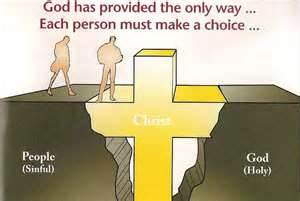 God has provided the only way ...
Each person must make a choice ...
Christ
People
(Sinful)
God
(Holy)